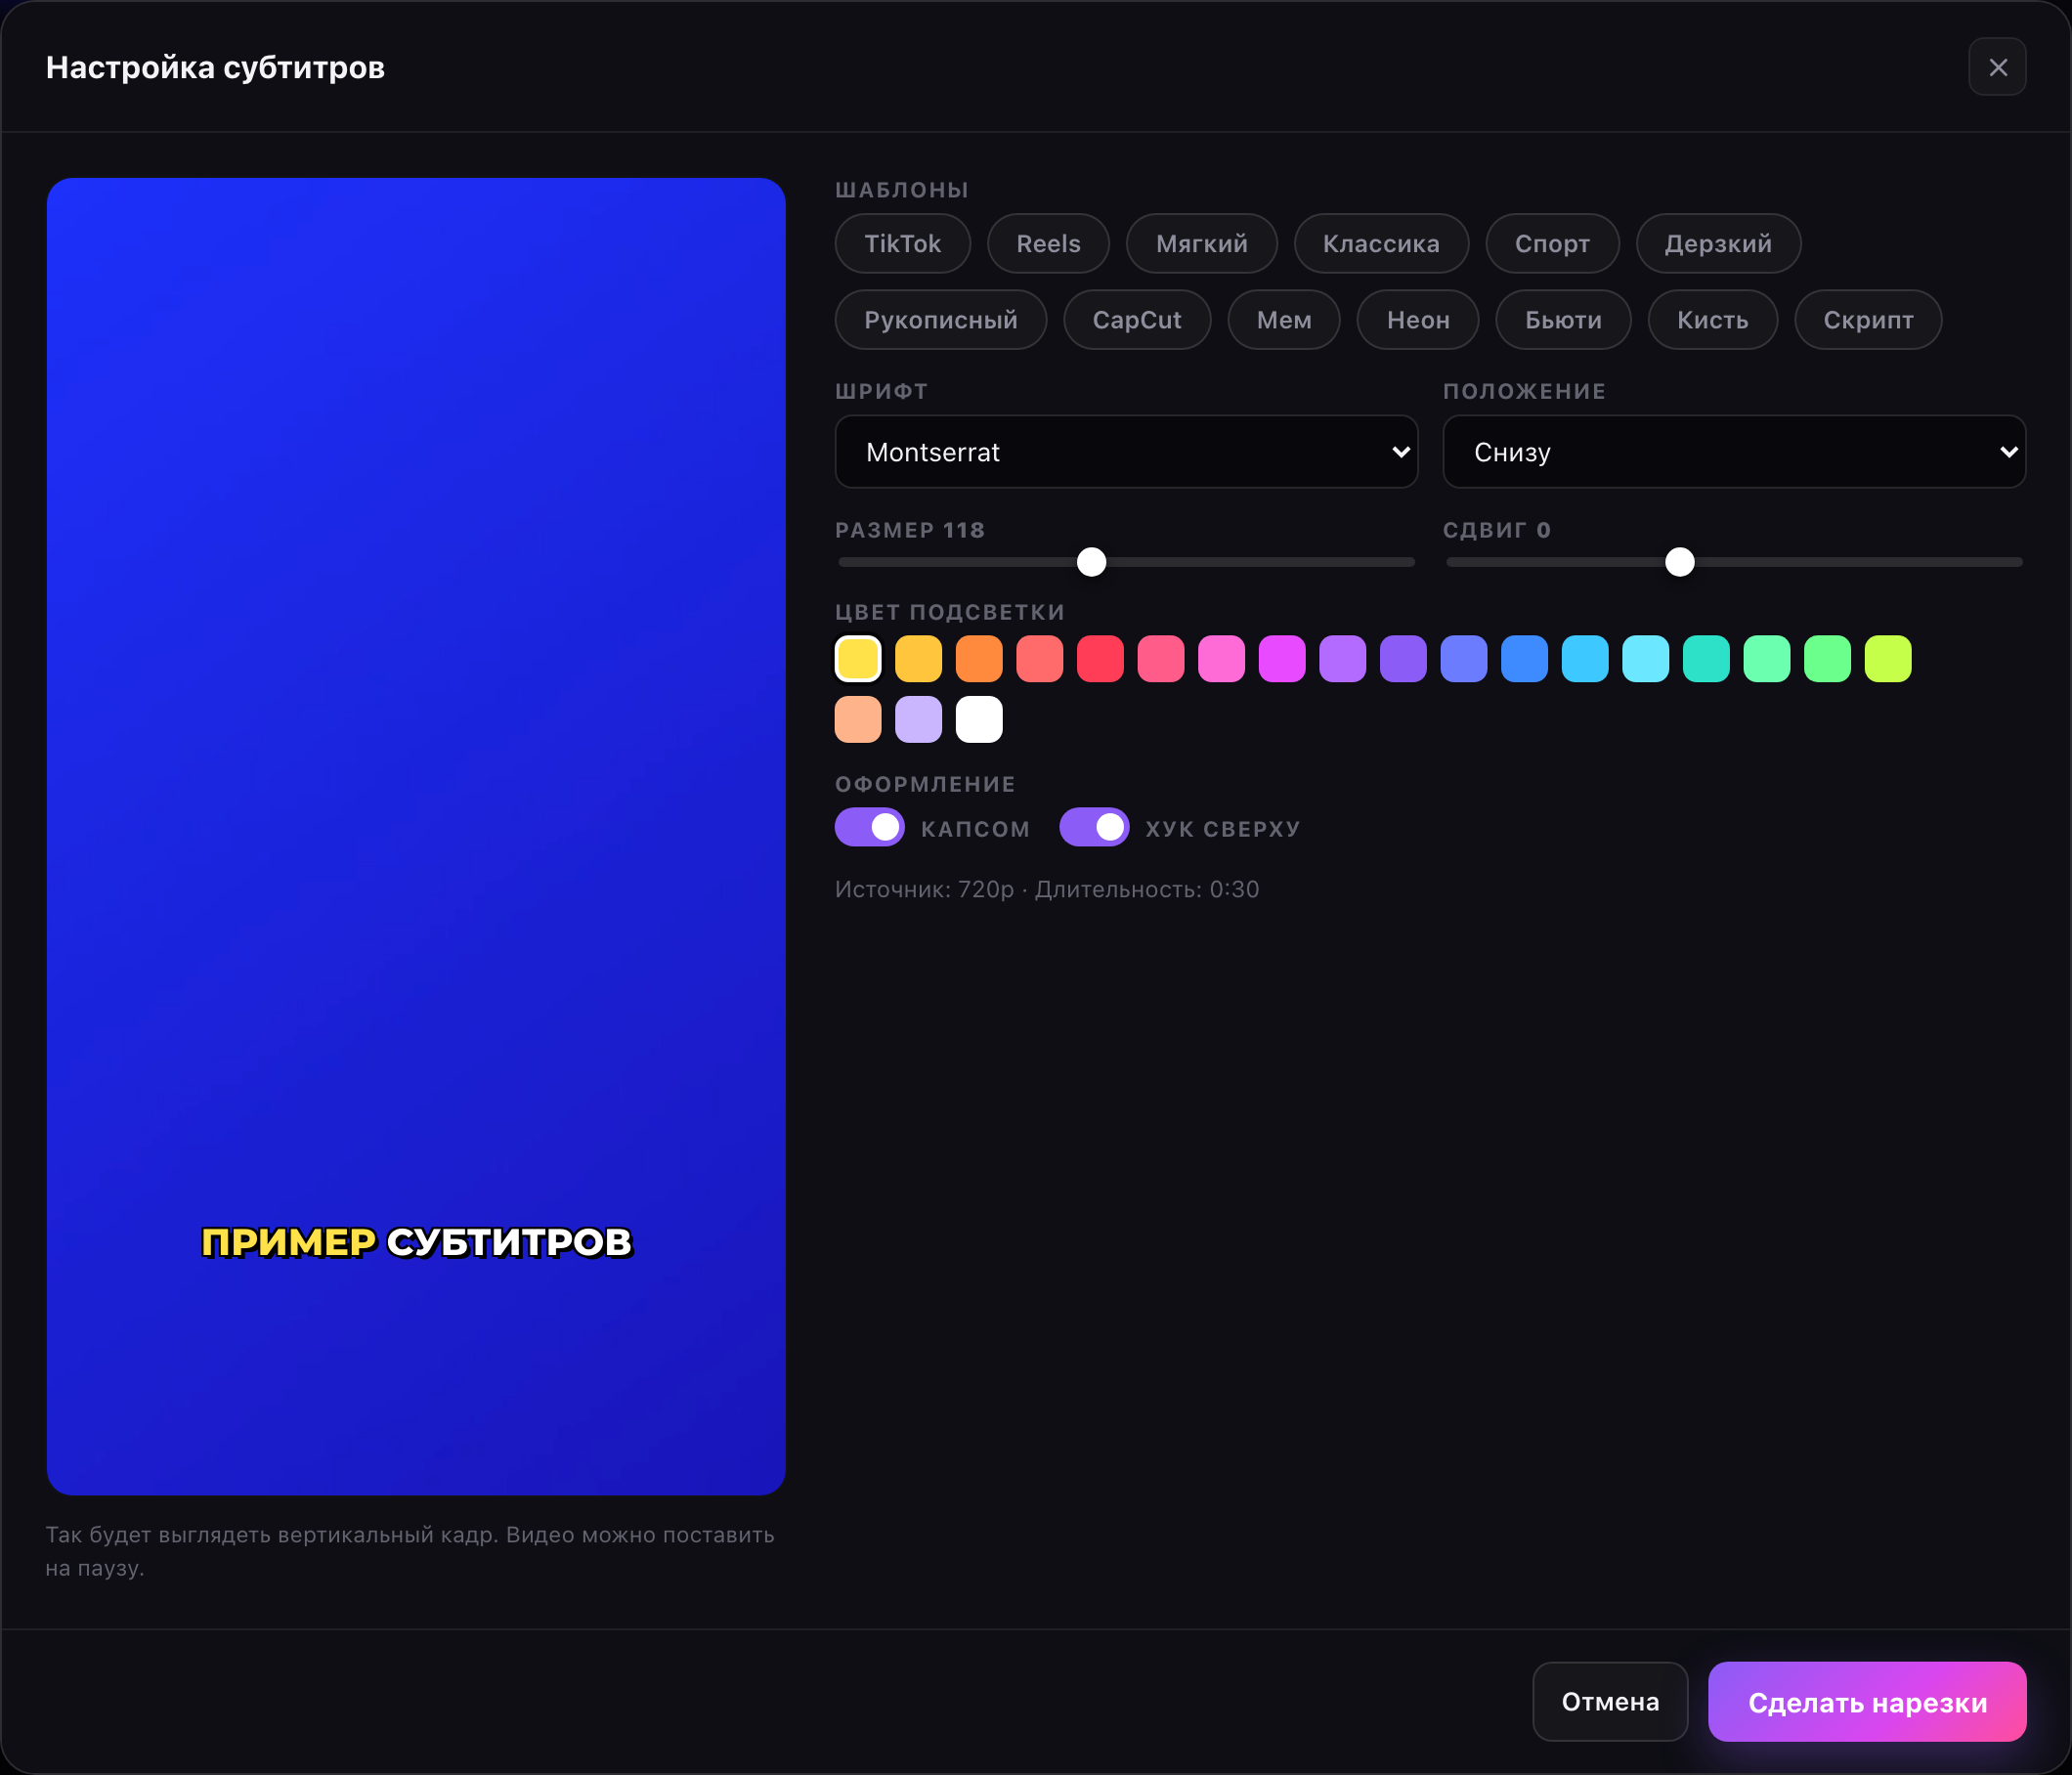 Настройка субтитров
ШАБЛОНЫ
TikTok Reels Мягкий Классика Спорт Дерзкий
Рукописный CapCut Мем Неон Бьюти Кисть Скрипт
ШРИФТ ПОЛОЖЕНИЕ
Montserrat Снизу
РАЗМЕР 118 СДВИГ 0
ЦВЕТ ПОДСВЕТКИ
ОФОРМЛЕНИЕ
КАПСОМ ХУК СВЕРХУ
Источник: 720p · Длительность: 0:30
ПРИМЕР СУБТИТРОВ
Так будет выглядеть вертикальный кадр. Видео можно поставить
на паузу.
Отмена Сделать нарезки